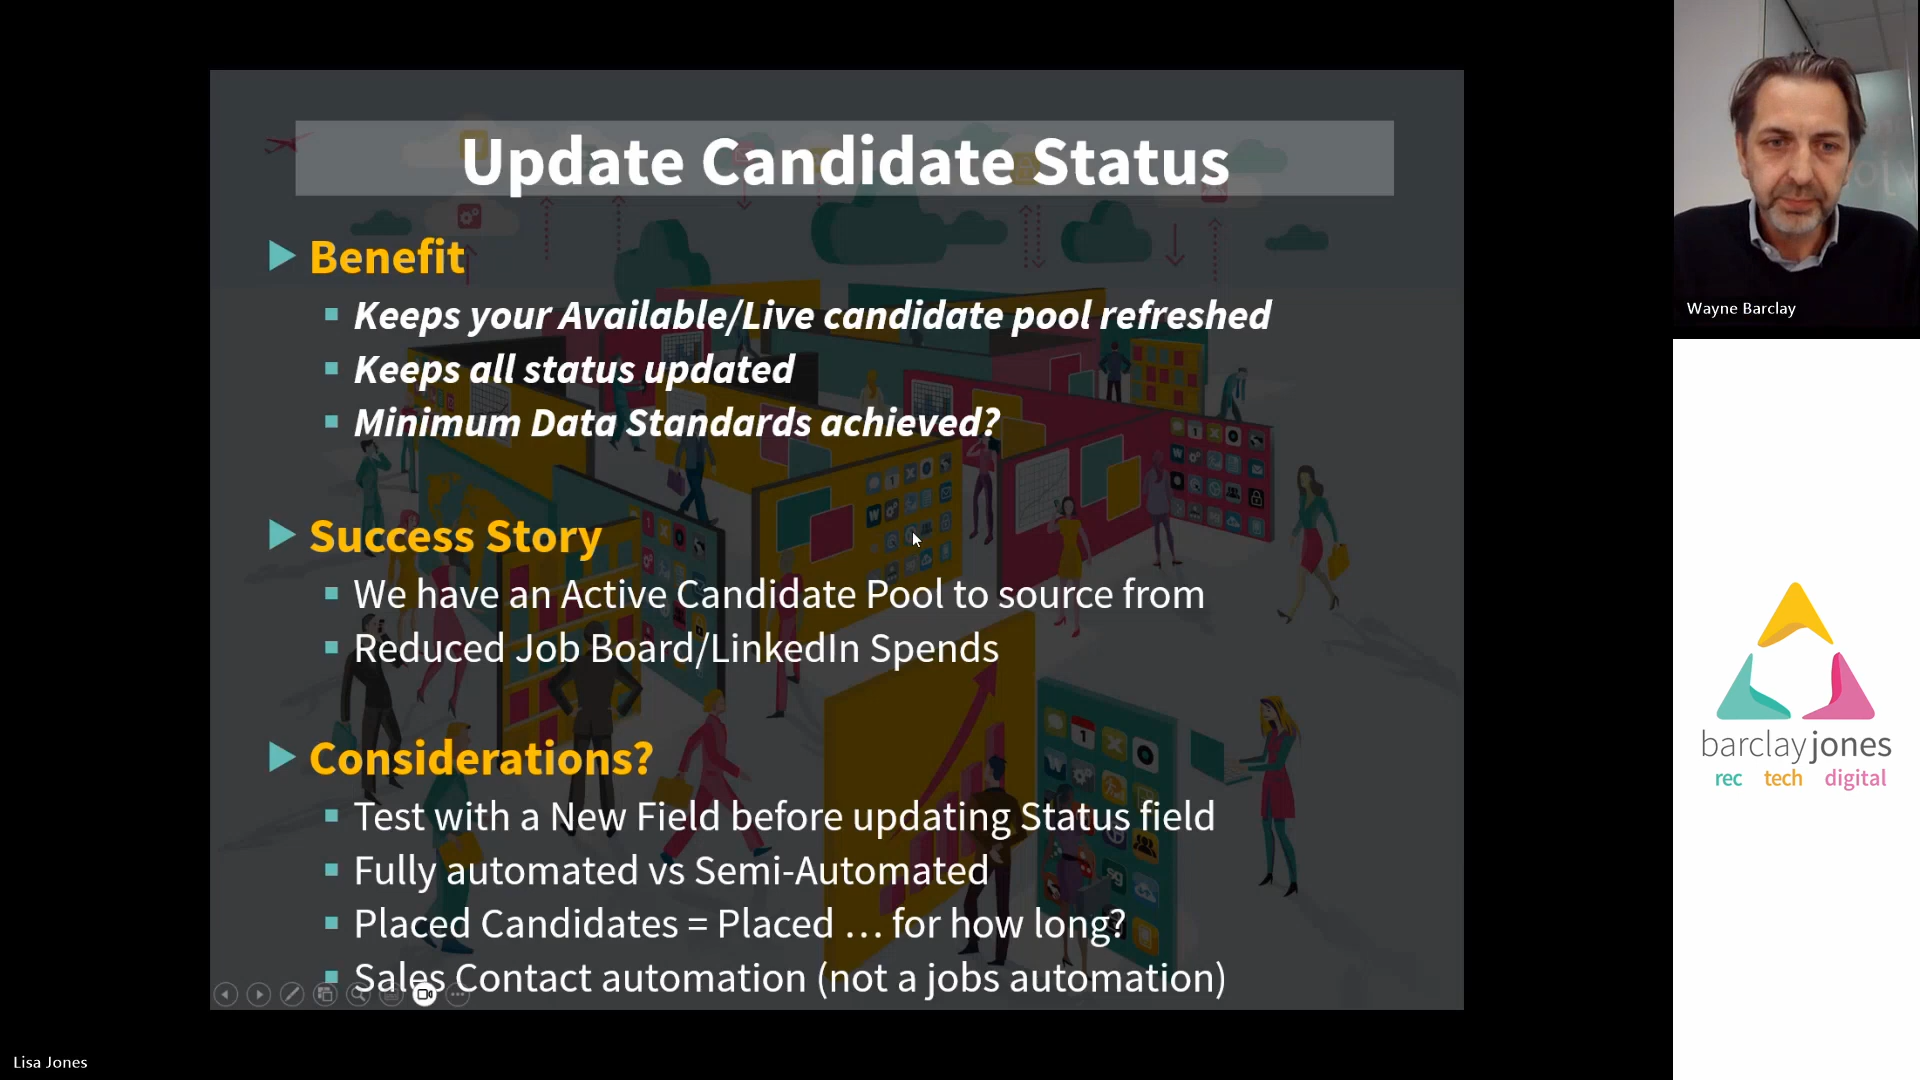 Update Candidate Status
Benefit
Keeps your Available/Live candidate pool refreshed
Keeps all status updated
Minimum Data Standards achieved?
Success Story
We have an Active Candidate Pool to source from
Reduced Job Board/LinkedIn Spends
Considerations?
Test with a New Field before updating Status field
Fully automated vs Semi-Automated
Placed Candidates = Placed … for how long?
Sales Contact automation (not a jobs automation)
Lisa Jones
Wayne Barclay
barclayjones
rec tech digital